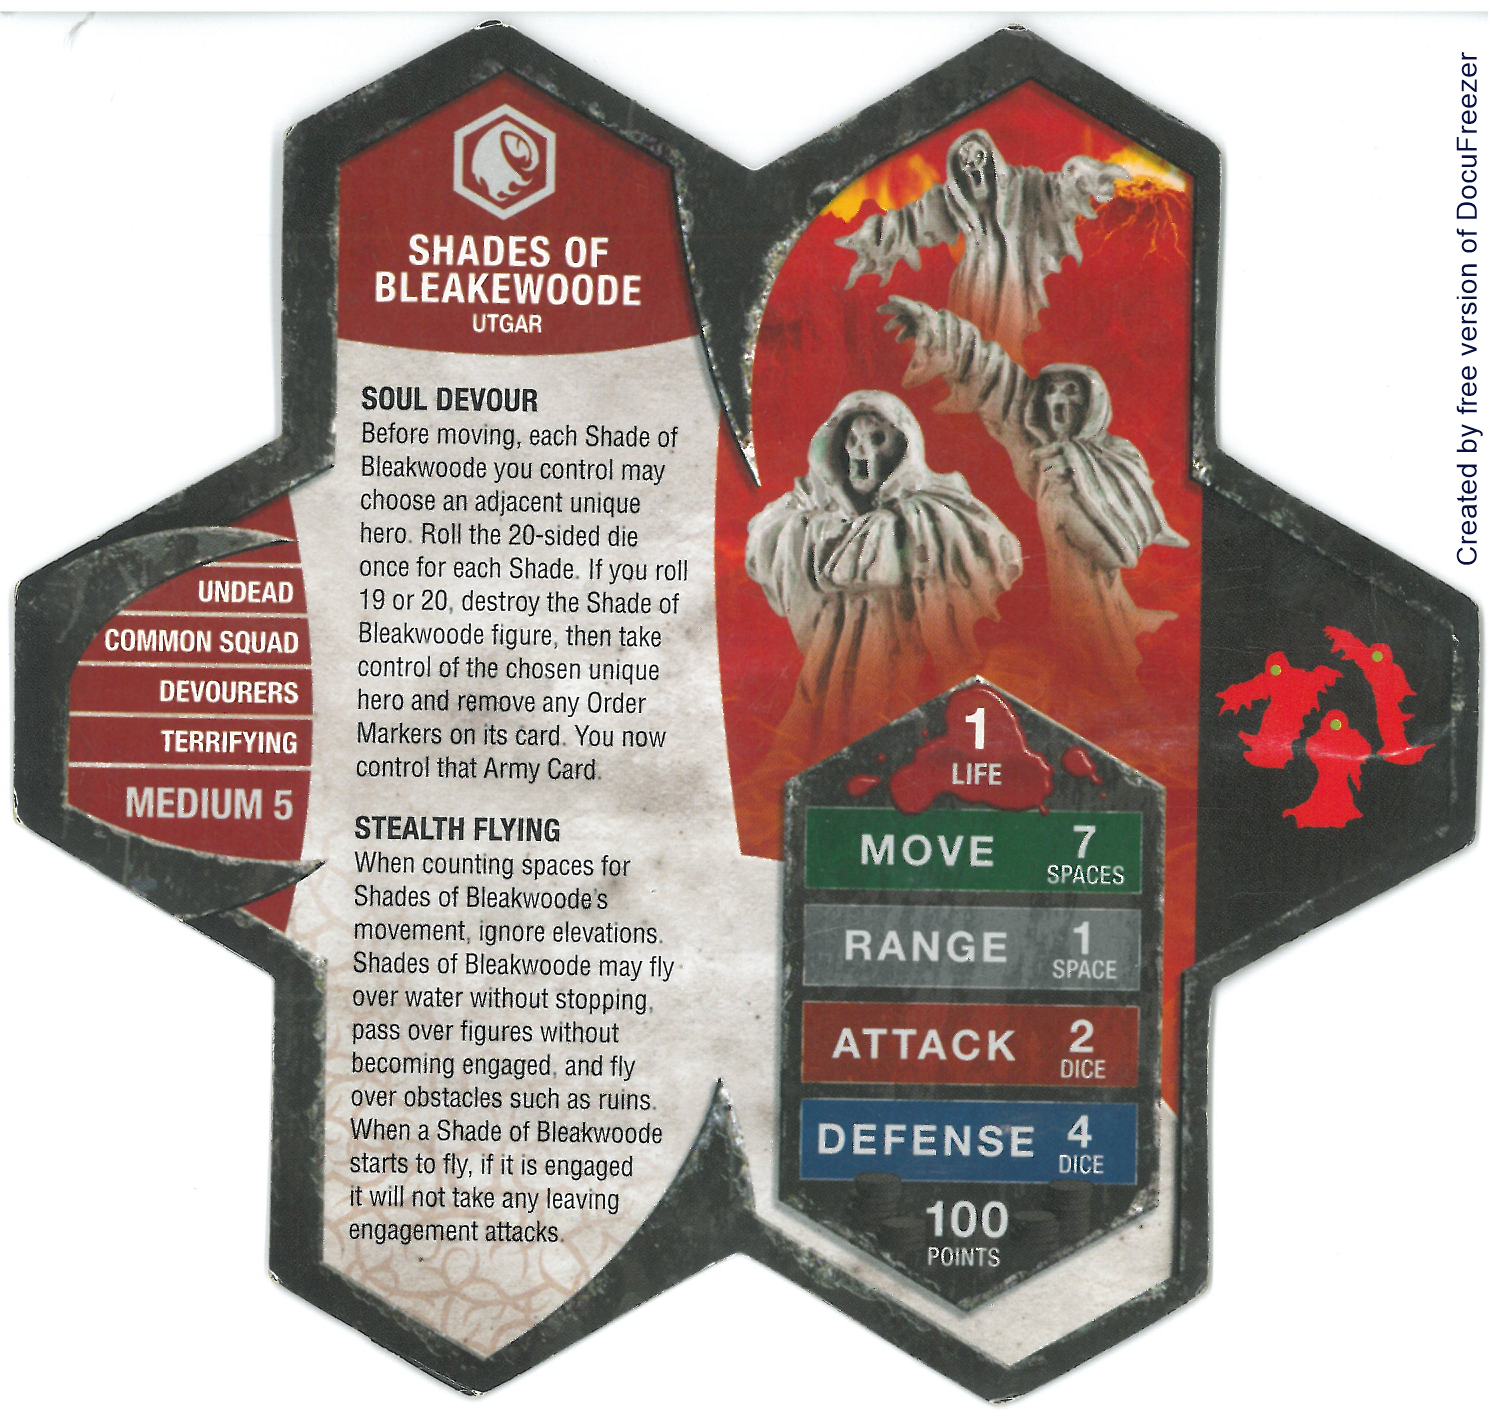 SHADES OF
BLEAKEWOODE
UTGAR
SOUL DEVOUR
Before moving, each Shade of
Bleakwoode you control may
choose an adjacent unique
hero. Roll the 20-sided die
once for each Shade. If you roll
19 or 20, destroy the Shade of
Bleakwoode figure, then take
control of the chosen unique
hero and remove any Order
Markers on its card. You now
control that Army Card.
STEALTH FLYING
When counting spaces for
Shades of Bleakwoode's
movement, ignore elevations.
Shades of Bleakwoode may fly
over water without stopping,
pass over figures without
becoming engaged, and fly
over obstacles such as ruins.
When a Shade of Bleakwoode
starts to fly, if it is engaged
it will not take any leaving
engagement attacks.
UNDEAD
COMMON SQUAD
DEVOURERS
TERRIFYING
MEDIUM 5
1
LIFE
MOVE 7
SPACES
RANGE 1
SPACE
ATTACK 2
DICE
DEFENSE 4
DICE
100
POINTS
Created by free version of DocuFreezer